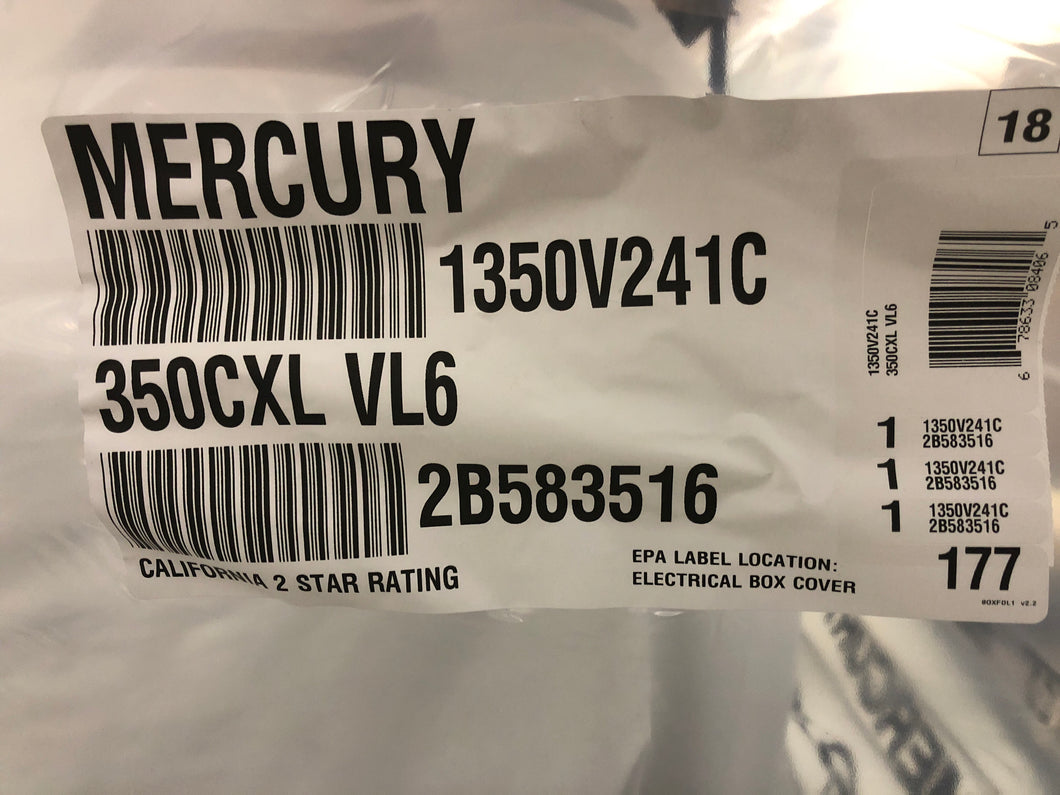 MERCURY
18
1350V241C
350CXL VL6
2B583516
CALIFORNIA 2 STAR RATING
EPA LABEL LOCATION:
ELECTRICAL BOX COVER
1350V241C
350CXL VL6
6 78633 08406 5
1 1350V241C
2B583516
1 1350V241C
2B583516
1 1350V241C
2B583516
177
BOXFDL1 v2.2